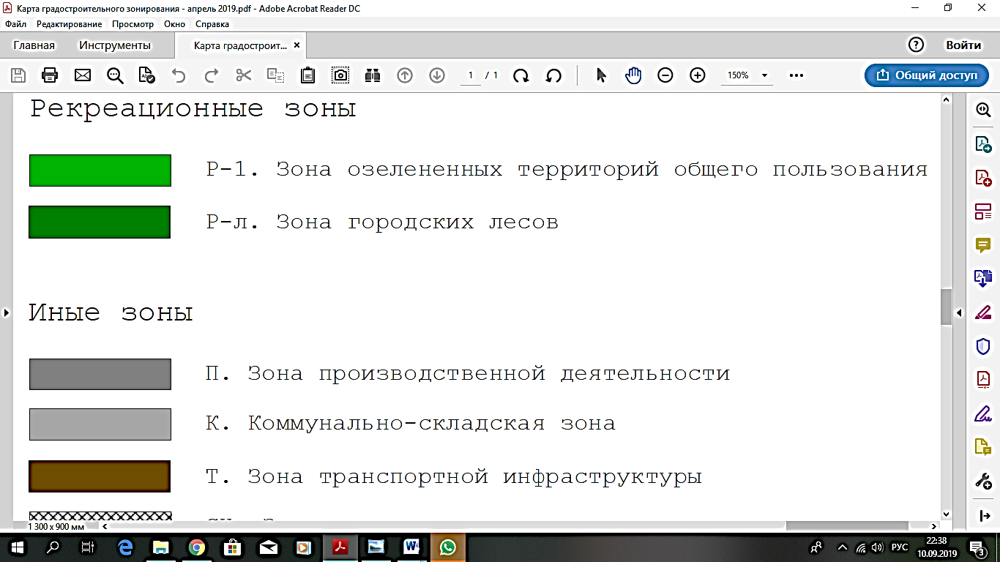 Карта градостроительного зонирования - апрель 2019.pdf - Adobe Acrobat Reader DC
Файл Редактирование Просмотр Окно Справка
Главная Инструменты Карта градостроит... Войти
1 / 1 150% Общий доступ
Рекреационные зоны
Р-1. Зона озелененных территорий общего пользования
Р-л. Зона городских лесов
Иные зоны
П. Зона производственной деятельности
К. Коммунально-складская зона
Т. Зона транспортной инфраструктуры
1 300 x 900 мм
РУС 22:38
10.09.2019 3